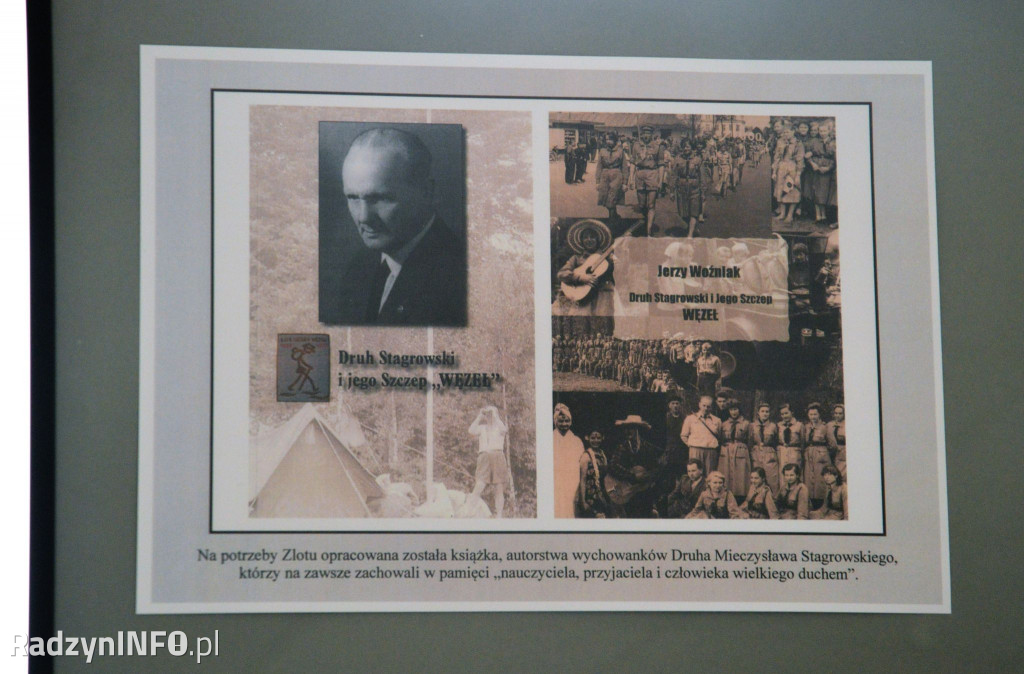 Druh Stagrowski
i jego Szczep „WĘZEŁ”
Jerzy Woźniak
Druh Stagrowski i Jego Szczep
WĘZEŁ
Na potrzeby Zlotu opracowana została książka, autorstwa wychowanków Druha Mieczysława Stagrowskiego,
którzy na zawsze zachowali w pamięci „nauczyciela, przyjaciela i człowieka wielkiego duchem”.
RadzynINFO.pl